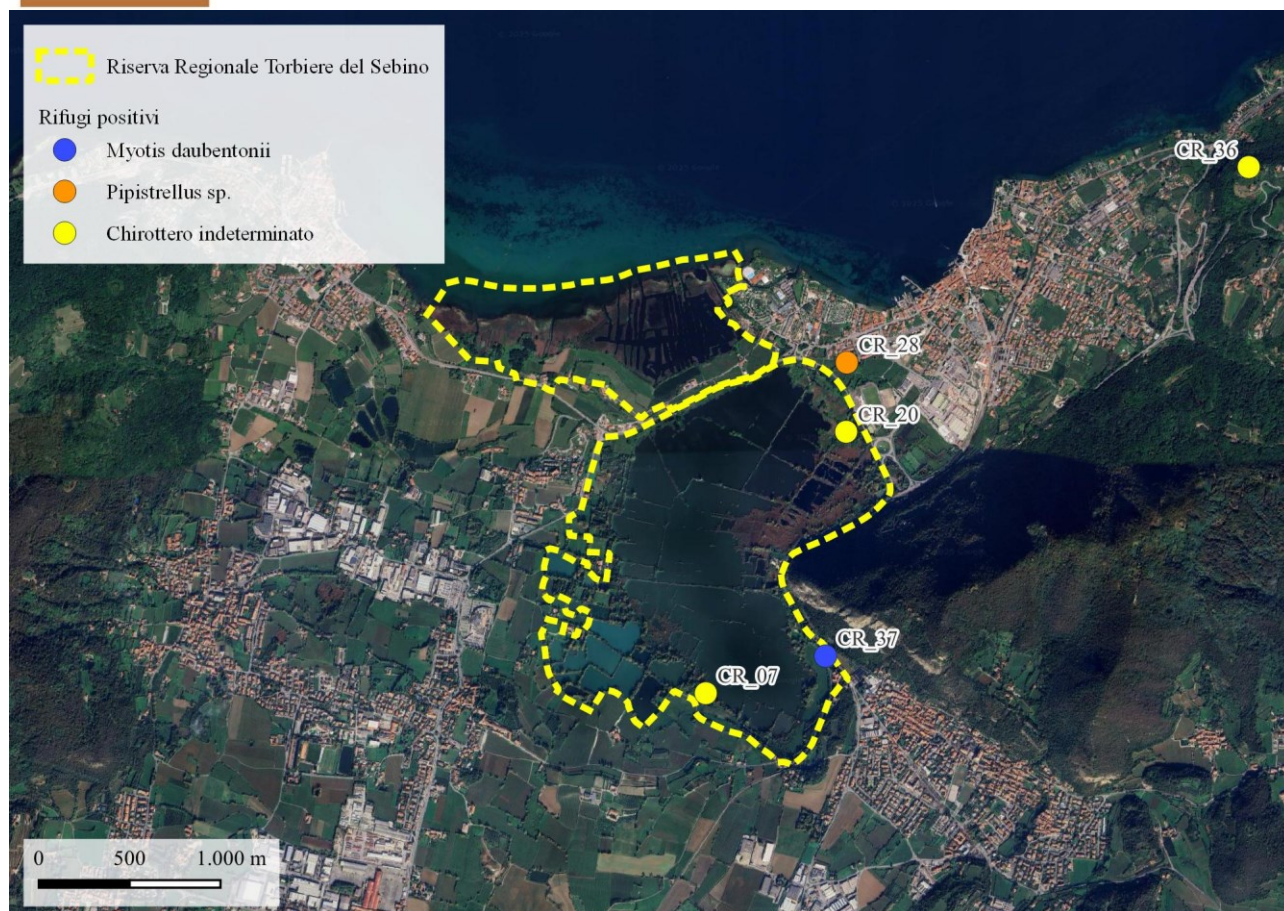 Riserva Regionale Torbiere del Sebino
Rifugi positivi
Myotis daubentonii
Pipistrellus sp.
Chirottero indeterminato
CR_36
CR_28
CR_20
CR_37
CR_07
0 500 1.000 m